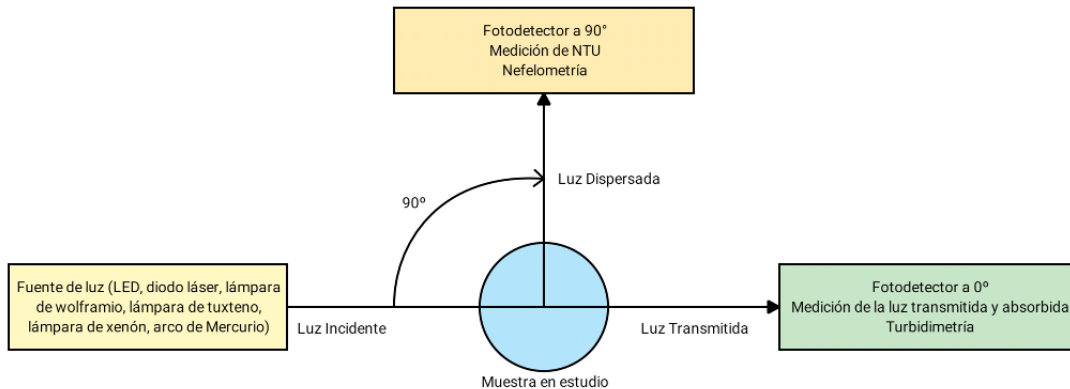 Fotodetector a 90°
Medición de NTU
Nefelometría
Luz Dispersada
90º
Fuente de luz (LED, diodo láser, lámpara
de wolframio, lámpara de tuxteno,
lámpara de xenón, arco de Mercurio)
Luz Incidente
Luz Transmitida
Fotodetector a 0º
Medición de la luz transmitida y absorbida
Turbidimetría
Muestra en estudio